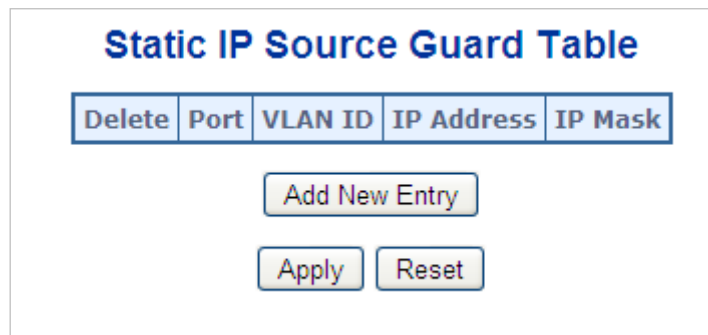 Static IP Source Guard Table
Delete Port VLAN ID IP Address IP Mask
Add New Entry
Apply Reset